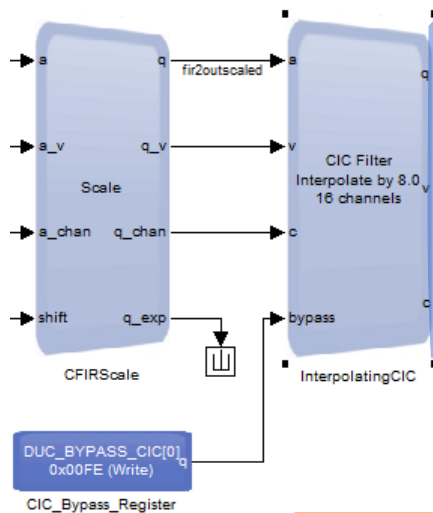 a
q
fir2outscaled
a
q
a_v
q_v
v
CIC Filter
Interpolate by 8.0
16 channels
Scale
v
a_chan
q_chan
c
c
shift
q_exp
bypass
CFIRScale
InterpolatingCIC
DUC_BYPASS_CIC[0]
0x00FE (Write)
q
CIC_Bypass_Register